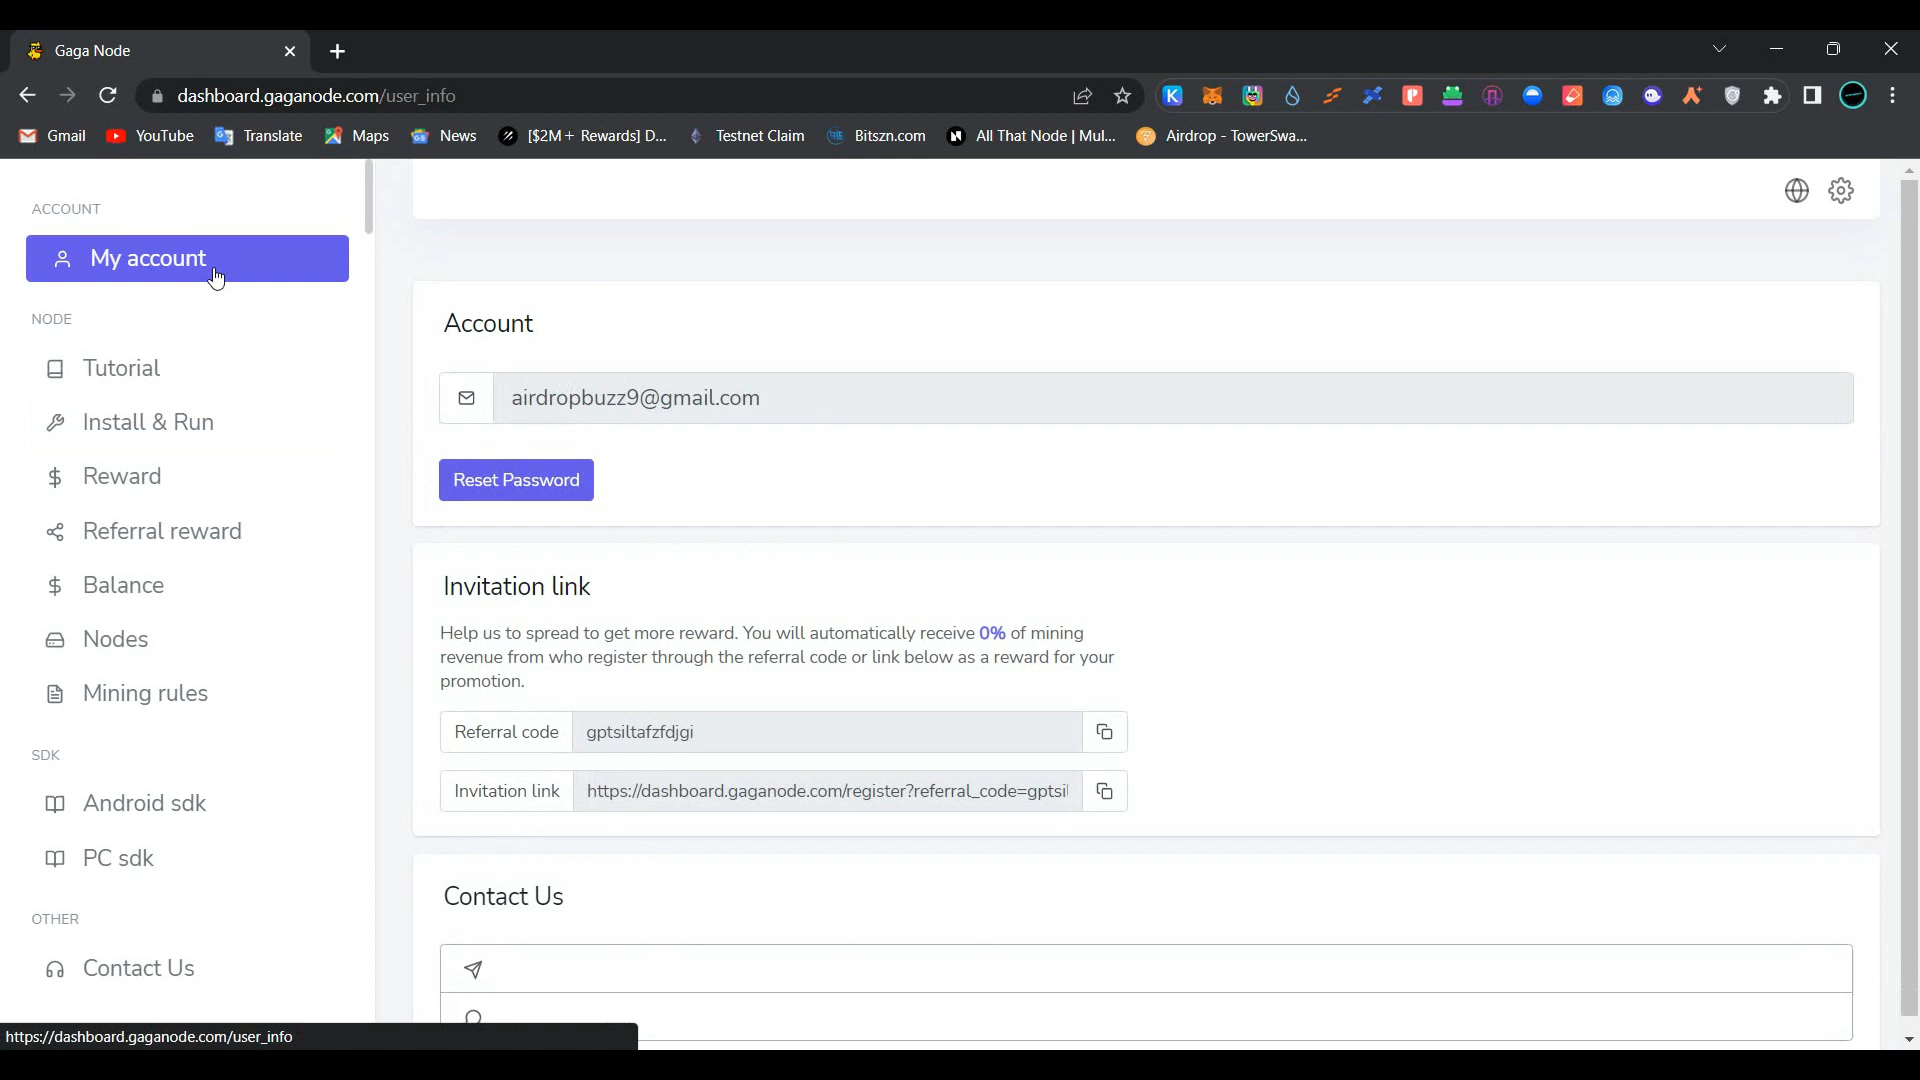 Gaga Node
dashboard.gaganode.com/user_info
Gmail YouTube Translate Maps News [$2M+ Rewards] D... Testnet Claim Bitszn.com All That Node | Mul... Airdrop - TowerSwa...
ACCOUNT
My account
NODE
Tutorial
Install & Run
Reward
Referral reward
Balance
Nodes
Mining rules
SDK
Android sdk
PC sdk
OTHER
Contact Us
Account
airdropbuzz9@gmail.com
Reset Password
Invitation link
Help us to spread to get more reward. You will automatically receive 0% of mining
revenue from who register through the referral code or link below as a reward for your
promotion.
Referral code gptsiltafzfdjgi
Invitation link https://dashboard.gaganode.com/register?referral_code=gptsil
Contact Us
https://dashboard.gaganode.com/user_info